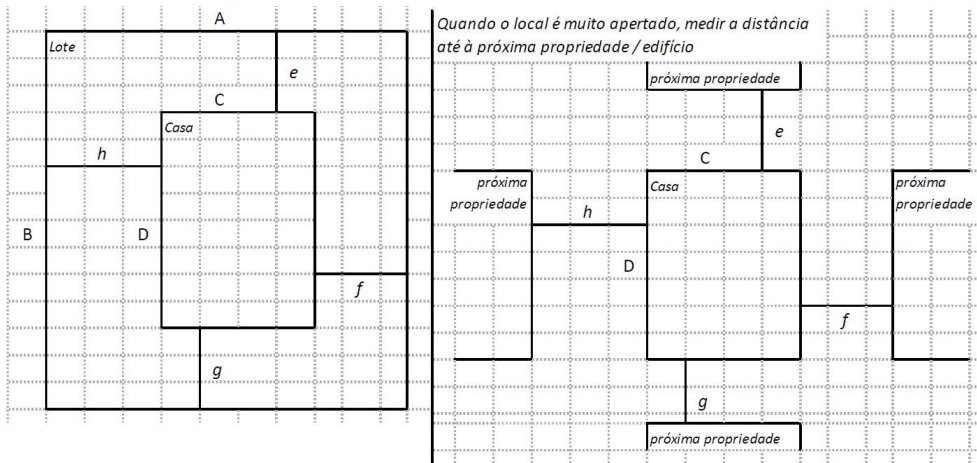 A
Lote
e
C
Casa
h
B
D
f
g
Quando o local é muito apertado, medir a distância
até à próxima propriedade / edifício
próxima propriedade
e
C
próxima
propriedade
Casa
próxima
propriedade
h
D
f
g
próxima propriedade